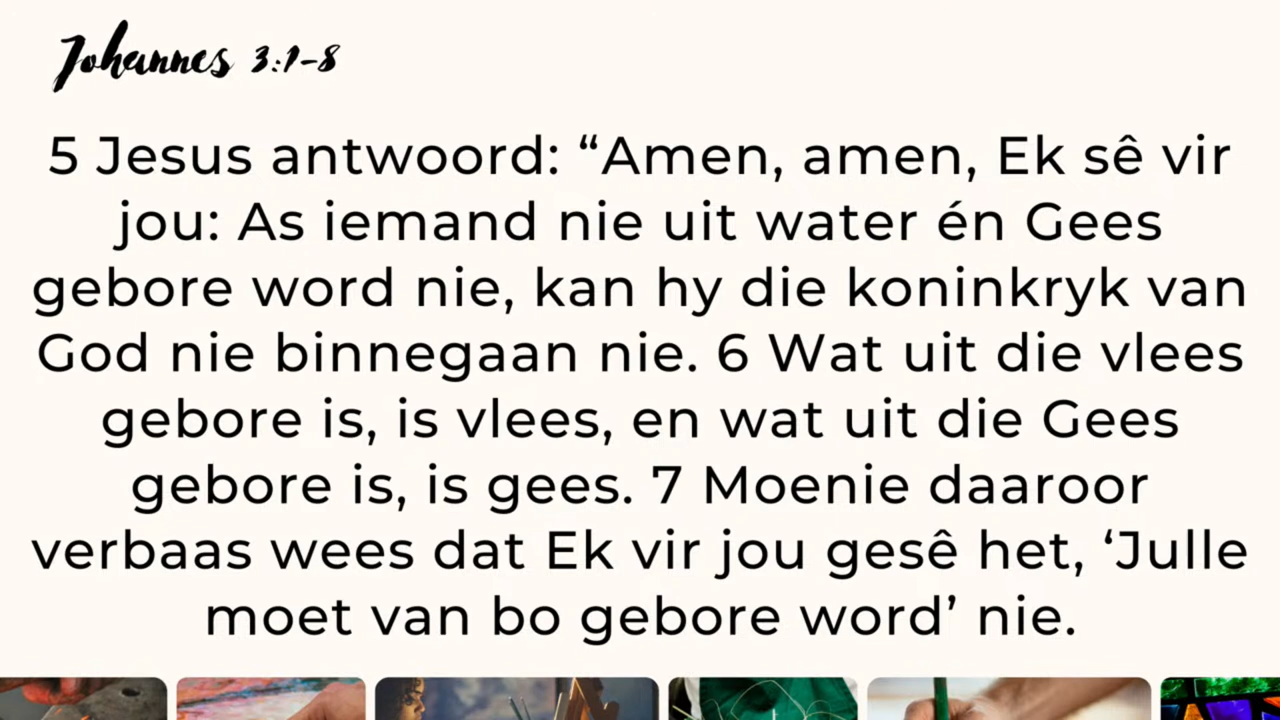 Johannes 3:1-8
5 Jesus antwoord: “Amen, amen, Ek sê vir
jou: As iemand nie uit water én Gees
gebore word nie, kan hy die koninkryk van
God nie binnegaan nie. 6 Wat uit die vlees
gebore is, is vlees, en wat uit die Gees
gebore is, is gees. 7 Moenie daaroor
verbaas wees dat Ek vir jou gesê het, ‘Julle
moet van bo gebore word’ nie.